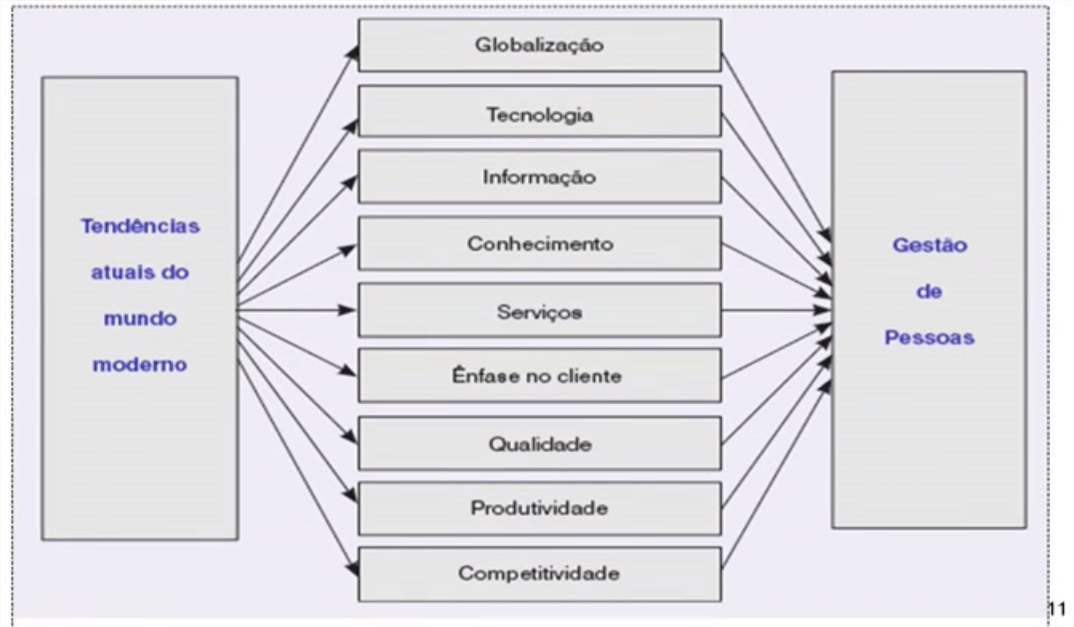 Tendências
atuais do
mundo
moderno
Globalização
Tecnologia
Informação
Conhecimento
Serviços
Ênfase no cliente
Qualidade
Produtividade
Competitividade
Gestão
de
Pessoas
11